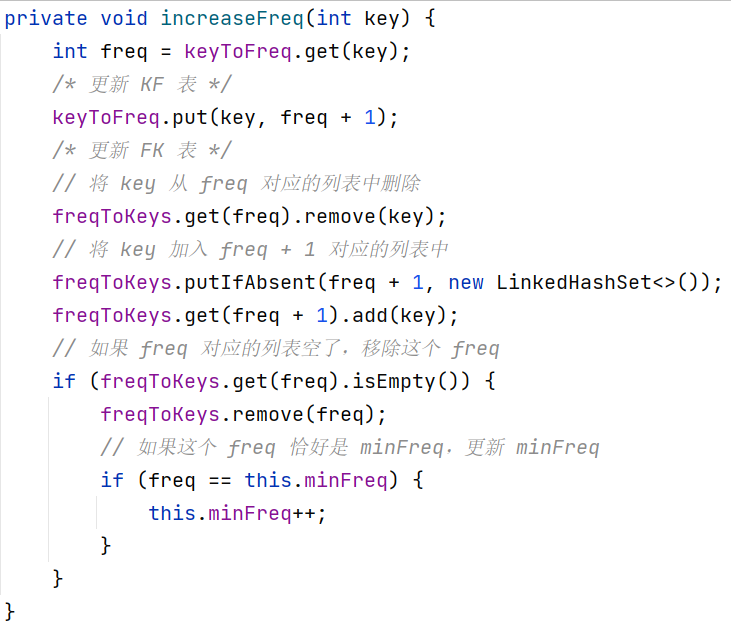 private void increaseFreq(int key) {
    int freq = keyToFreq.get(key);
    /* 更新 KF 表 */
    keyToFreq.put(key, freq + 1);
    /* 更新 FK 表 */
    // 将 key 从 freq 对应的列表中删除
    freqToKeys.get(freq).remove(key);
    // 将 key 加入 freq + 1 对应的列表中
    freqToKeys.putIfAbsent(freq + 1, new LinkedHashSet<>());
    freqToKeys.get(freq + 1).add(key);
    // 如果 freq 对应的列表空了，移除这个 freq
    if (freqToKeys.get(freq).isEmpty()) {
        freqToKeys.remove(freq);
        // 如果这个 freq 恰好是 minFreq，更新 minFreq
        if (freq == this.minFreq) {
            this.minFreq++;
        }
    }
}